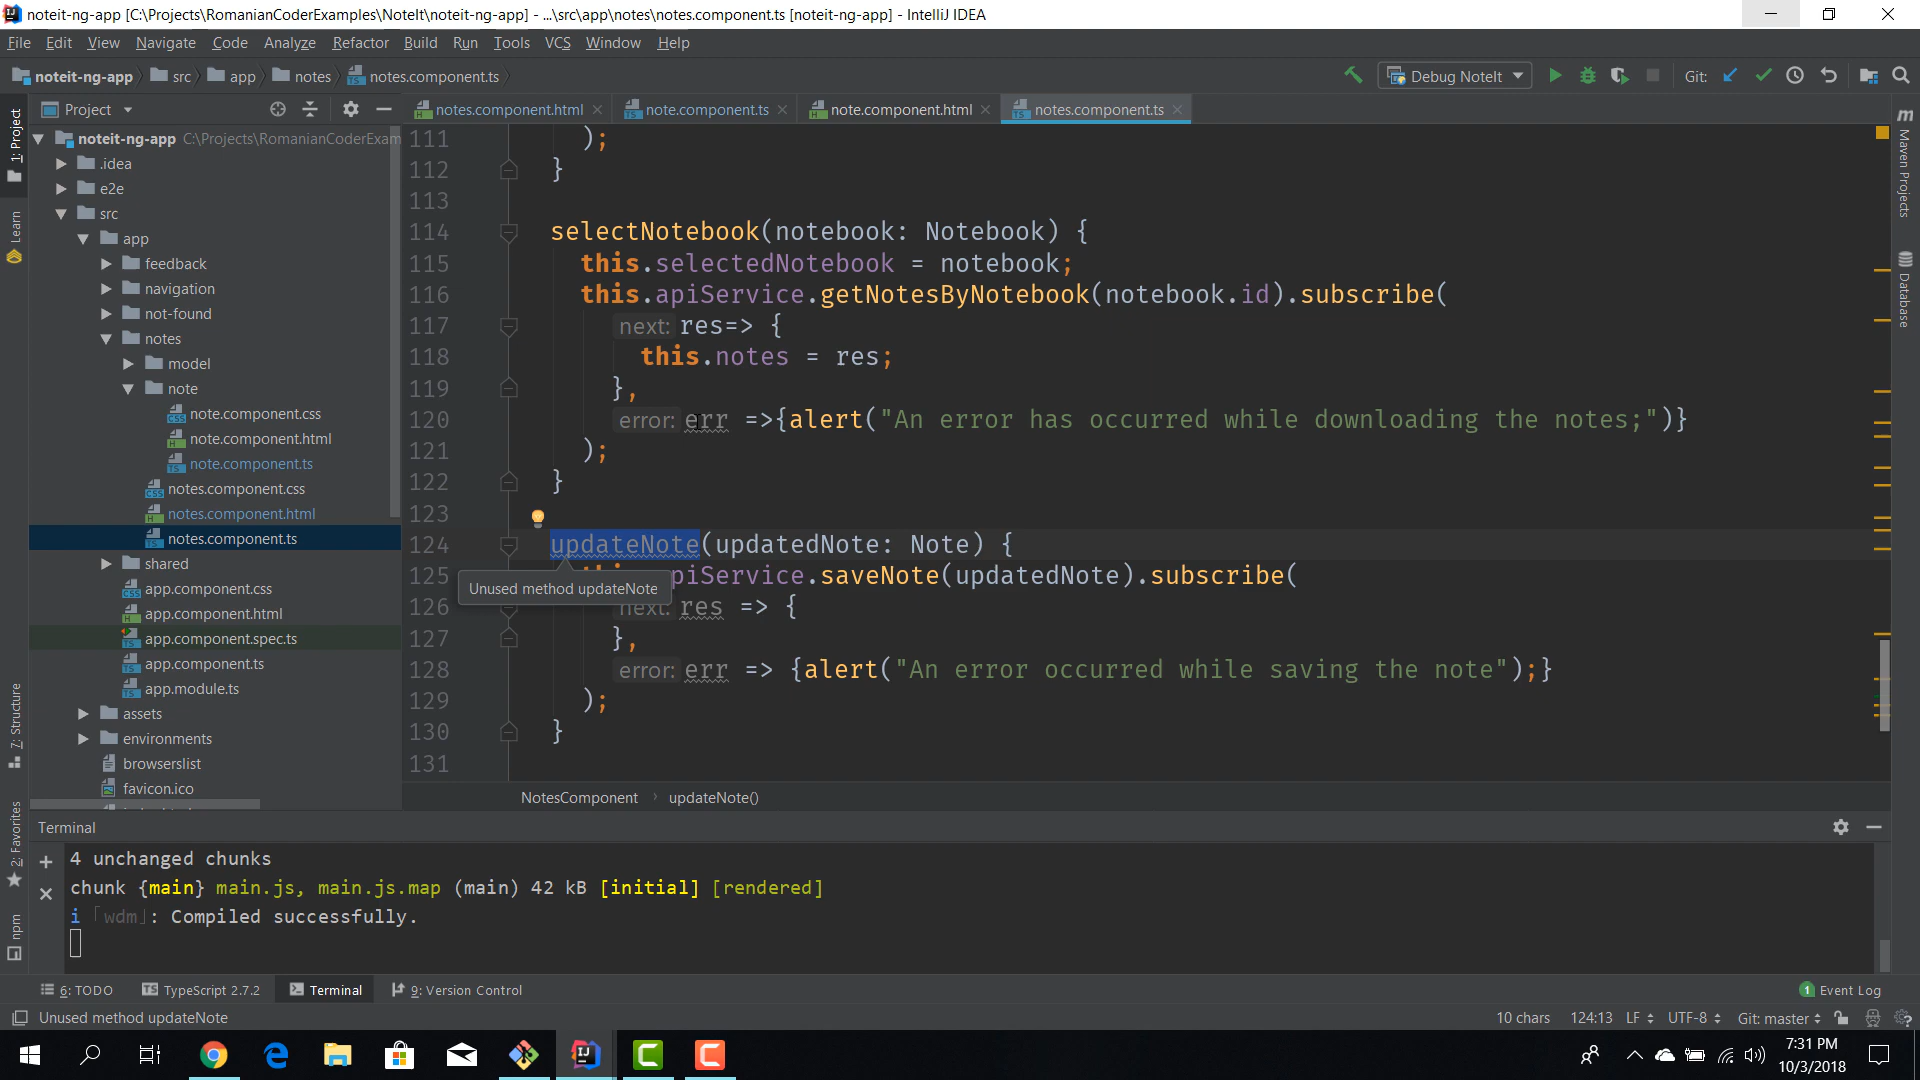 noteit-ng-app [C:\Projects\RomanianCoderExamples\NoteIt\noteit-ng-app] - ...\src\app\notes\notes.component.ts [noteit-ng-app] - IntelliJ IDEA
File Edit View Navigate Code Analyze Refactor Build Run Tools VCS Window Help
noteit-ng-app src app notes notes.component.ts Debug NoteIt Git:
Project notes.component.html note.component.ts note.component.html notes.component.ts
1: Project
Learn
7: Structure
2: Favorites
npm
noteit-ng-app C:\Projects\RomanianCoderExam
.idea
e2e
src
app
feedback
navigation
not-found
notes
model
note
note.component.css
note.component.html
note.component.ts
notes.component.css
notes.component.html
notes.component.ts
shared
app.component.css
app.component.html
app.component.spec.ts
app.component.ts
app.module.ts
assets
environments
browserslist
favicon.ico
111 );
112 }
113
114 selectNotebook(notebook: Notebook) {
115 this.selectedNotebook = notebook;
116 this.apiService.getNotesByNotebook(notebook.id).subscribe(
117 next: res=> {
118 this.notes = res;
119 },
120 error: err =>{alert("An error has occurred while downloading the notes;")}
121 );
122 }
123
124 updateNote(updatedNote: Note) {
125 piService.saveNote(updatedNote).subscribe(
Unused method updateNote
126 next: res => {
127 },
128 error: err => {alert("An error occurred while saving the note");}
129 );
130 }
131
NotesComponent updateNote()
Maven Projects
Database
Terminal
4 unchanged chunks
chunk {main} main.js, main.js.map (main) 42 kB [initial] [rendered]
i 「wdm」: Compiled successfully.
6: TODO TypeScript 2.7.2 Terminal 9: Version Control 1 Event Log
Unused method updateNote 10 chars 124:13 LF UTF-8 Git: master
7:31 PM
10/3/2018